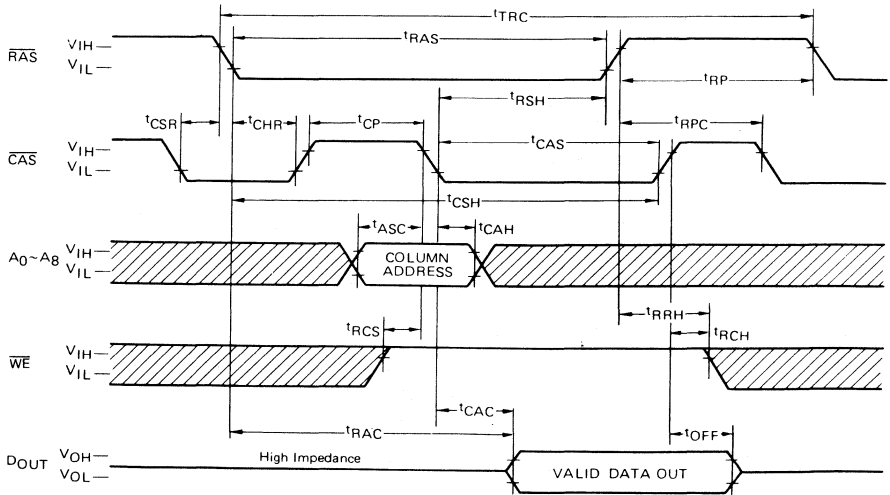 tTRC
RAS
VIH
VIL
tRAS
tRP
tRSH
tCSR
tCHR
tCP
tRPC
CAS
VIH
VIL
tCAS
tCSH
tASC
tCAH
A0~A8
VIH
VIL
COLUMN
ADDRESS
tRCS
tRRH
tRCH
WE
VIH
VIL
tCAC
tRAC
tOFF
DOUT
VOH
VOL
High Impedance
VALID DATA OUT